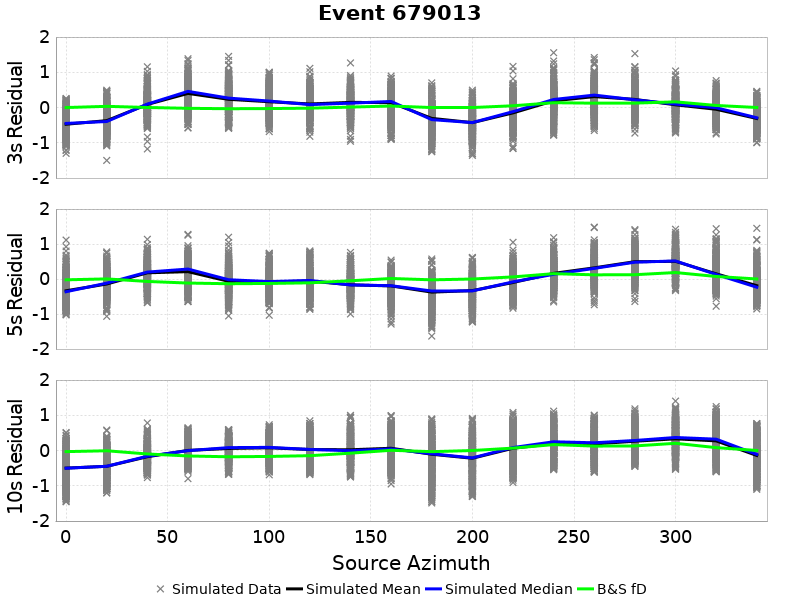 Event 679013
2
1
0
-1
-2
3s Residual
2
1
0
-1
-2
5s Residual
2
1
0
-1
-2
10s Residual
0 50 100 150 200 250 300
Source Azimuth
Simulated Data Simulated Mean Simulated Median B&S fD